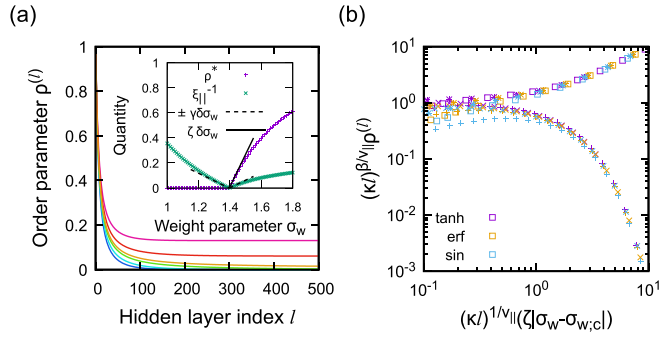 (a)
Order parameter ρ^(l)
1
0.8
0.6
0.4
0.2
0
0 100 200 300 400 500
Hidden layer index l
Quantity
1
0.8
0.6
0.4
0.2
0
1 1.2 1.4 1.6 1.8
Weight parameter σ_w
ρ^*
ξ_||^-1
± γδσ_w
ζ δσ_w
(b)
(κl)^β/ν_|| ρ^(l)
10^1
10^0
10^-1
10^-2
10^-3
10^-1 10^0 10^1
(κl)^1/ν_|| (ζ|σ_w-σ_w;c|)
tanh
erf
sin